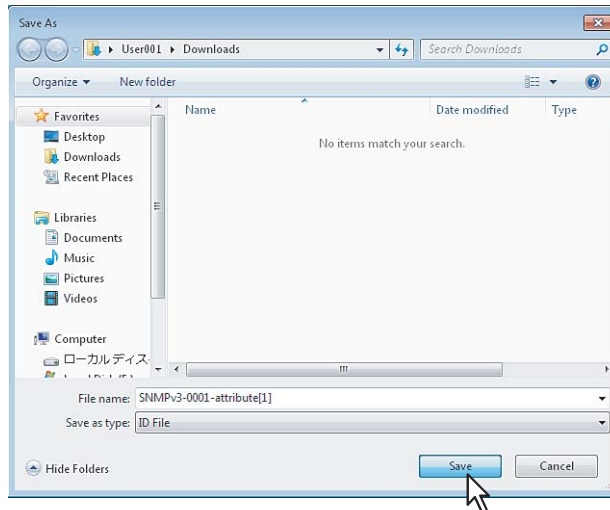 Save As
User001 ▸ Downloads
Search Downloads
Organize
New folder
Favorites
Desktop
Downloads
Recent Places
Libraries
Documents
Music
Pictures
Videos
Computer
ローカル ディス
Name
Date modified
Type
No items match your search.
File name: SNMPv3-0001-attribute[1]
Save as type: ID File
Hide Folders
Save
Cancel